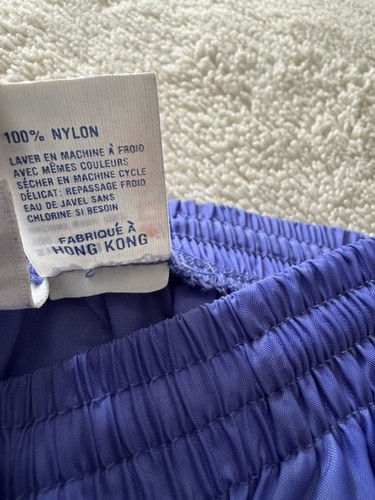 100% NYLON
LAVER EN MACHINE À FROID
AVEC MÊMES COULEURS
SÉCHER EN MACHINE CYCLE
DÉLICAT: REPASSAGE FROID
EAU DE JAVEL SANS
CHLORINE SI BESOIN
FABRIQUÉ À
HONG KONG